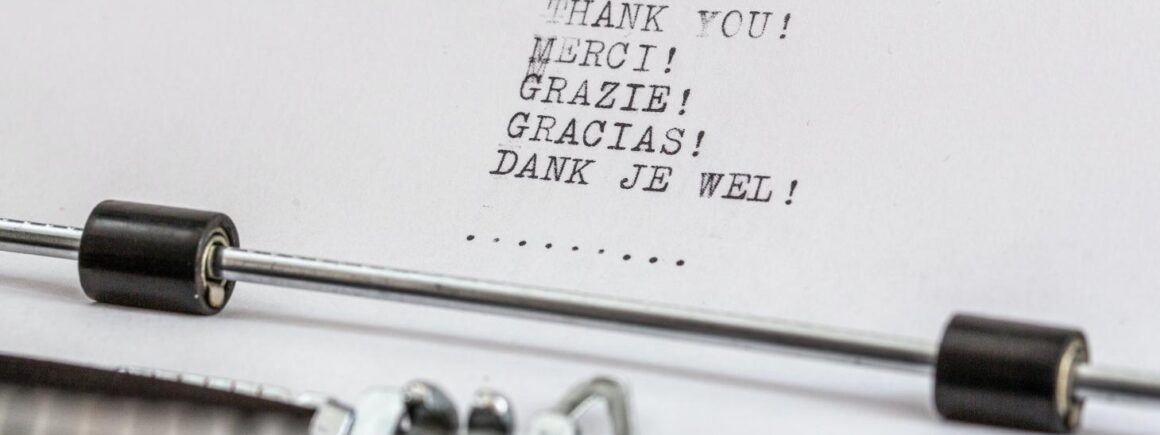 THANK YOU!
MERCI!
GRAZIE!
GRACIAS!
DANK JE WEL!
.........